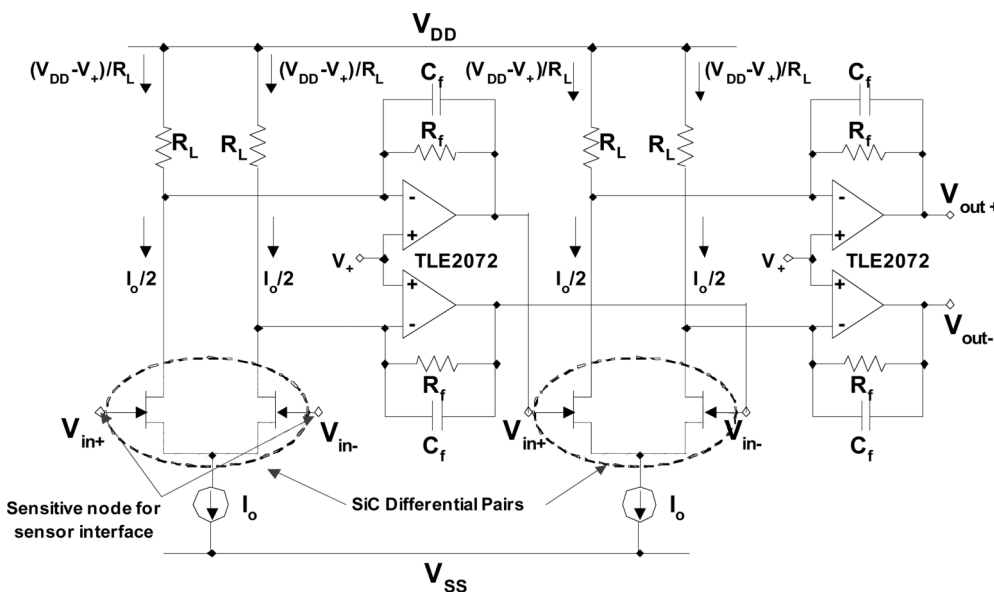 V_DD
(V_DD-V_+)/R_L
(V_DD-V_+)/R_L
(V_DD-V_+)/R_L
(V_DD-V_+)/R_L
C_f
C_f
R_f
R_f
R_L
R_L
R_L
R_L
-
-
V_out+
+
+
I_o/2
I_o/2
V_+
TLE2072
I_o/2
I_o/2
V_+
TLE2072
+
+
-
-
V_out-
R_f
R_f
V_in+
V_in-
C_f
V_in+
V_in-
C_f
Sensitive node for
sensor interface
I_o
SiC Differential Pairs
I_o
V_SS